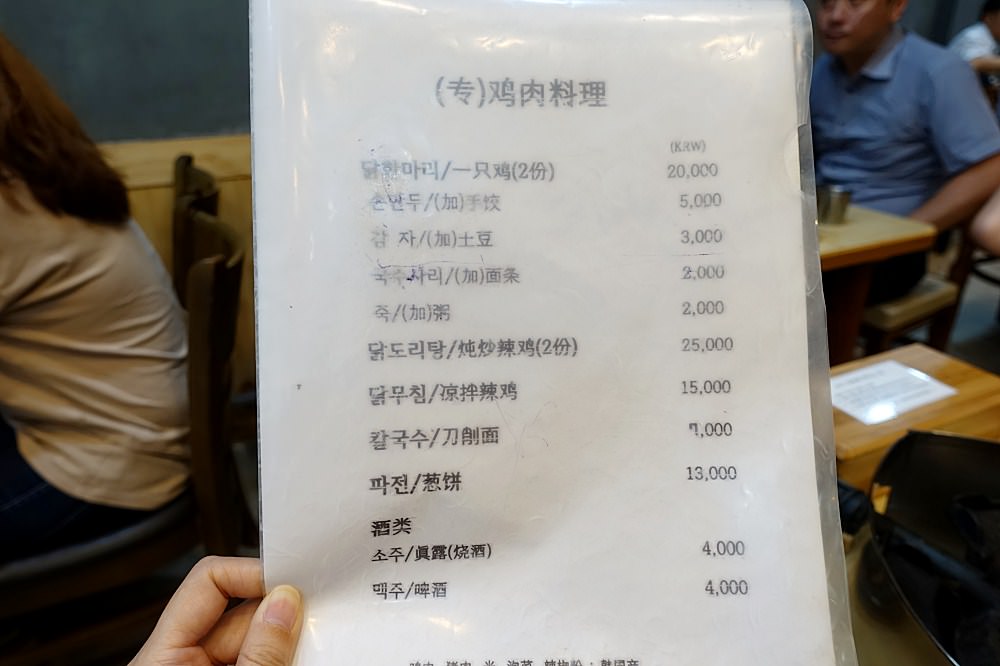 (专)鸡肉料理
(KRW)
닭한마리/一只鸡(2份) 20,000
손만두/(加)手饺 5,000
감 자/(加)土豆 3,000
국수사리/(加)面条 2,000
죽/(加)粥 2,000
닭도리탕/炖炒辣鸡(2份) 25,000
닭무침/凉拌辣鸡 15,000
칼국수/刀削面 7,000
파전/葱饼 13,000
酒类
소주/眞露(烧酒) 4,000
맥주/啤酒 4,000